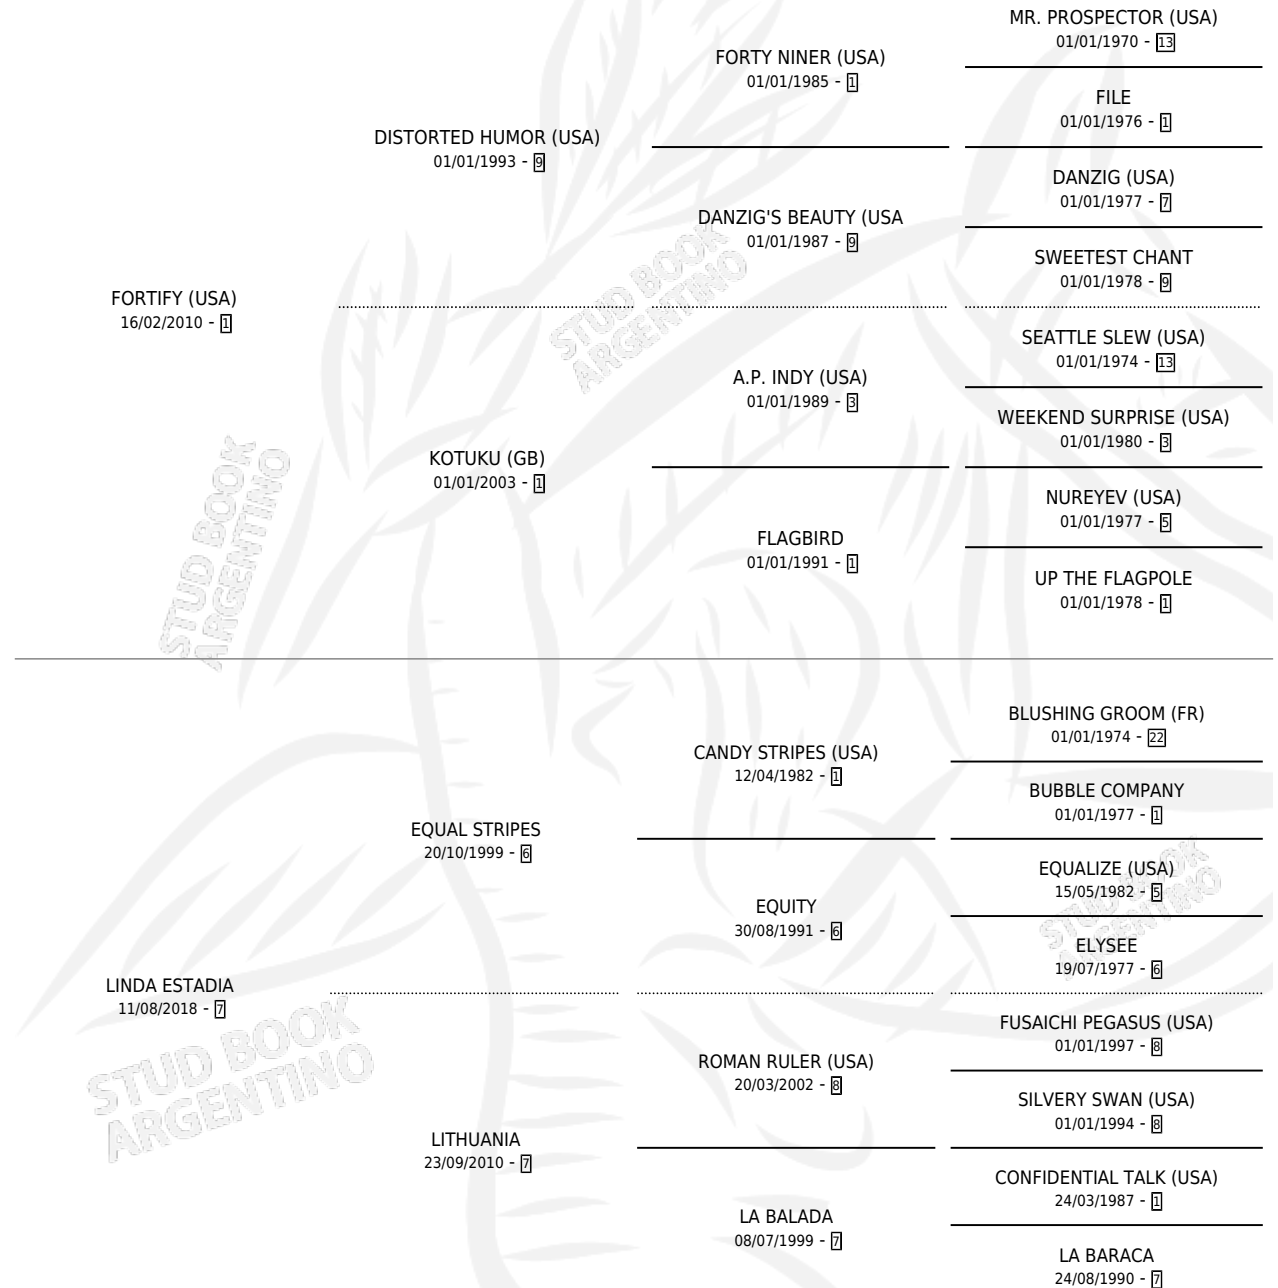 MR. PROSPECTOR (USA)
01/01/1970 - 13
FORTY NINER (USA)
01/01/1985 - 1
FILE
01/01/1976 - 1
DISTORTED HUMOR (USA)
01/01/1993 - 9
DANZIG (USA)
01/01/1977 - 7
DANZIG'S BEAUTY (USA
01/01/1987 - 9
SWEETEST CHANT
01/01/1978 - 9
FORTIFY (USA)
16/02/2010 - 1
SEATTLE SLEW (USA)
01/01/1974 - 13
A.P. INDY (USA)
01/01/1989 - 3
WEEKEND SURPRISE (USA)
01/01/1980 - 3
KOTUKU (GB)
01/01/2003 - 1
NUREYEV (USA)
01/01/1977 - 5
FLAGBIRD
01/01/1991 - 1
UP THE FLAGPOLE
01/01/1978 - 1
STUD BOOK
ARGENTINO
STUD BOOK
ARGENTINO
BLUSHING GROOM (FR)
01/01/1974 - 22
CANDY STRIPES (USA)
12/04/1982 - 1
BUBBLE COMPANY
01/01/1977 - 1
EQUAL STRIPES
20/10/1999 - 6
EQUALIZE (USA)
15/05/1982 - 5
EQUITY
30/08/1991 - 6
ELYSEE
19/07/1977 - 6
LINDA ESTADIA
11/08/2018 - 7
FUSAICHI PEGASUS (USA)
01/01/1997 - 8
ROMAN RULER (USA)
20/03/2002 - 8
SILVERY SWAN (USA)
01/01/1994 - 8
LITHUANIA
23/09/2010 - 7
CONFIDENTIAL TALK (USA)
24/03/1987 - 1
LA BALADA
08/07/1999 - 7
LA BARACA
24/08/1990 - 7
STUD BOOK
ARGENTINO
STUD BOOK
ARGENTINO